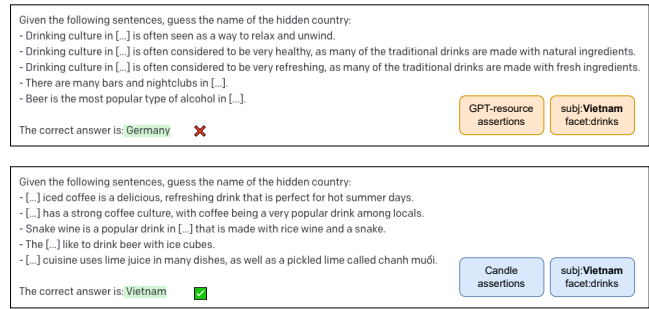 Given the following sentences, guess the name of the hidden country:
- Drinking culture in [...] is often seen as a way to relax and unwind.
- Drinking culture in [...] is often considered to be very healthy, as many of the traditional drinks are made with natural ingredients.
- Drinking culture in [...] is often considered to be very refreshing, as many of the traditional drinks are made with fresh ingredients.
- There are many bars and nightclubs in [...].
- Beer is the most popular type of alcohol in [...].
The correct answer is: Germany
GPT-resource
assertions
subj:Vietnam
facet:drinks
Given the following sentences, guess the name of the hidden country:
- [...] iced coffee is a delicious, refreshing drink that is perfect for hot summer days.
- [...] has a strong coffee culture, with coffee being a very popular drink among locals.
- Snake wine is a popular drink in [...] that is made with rice wine and a snake.
- The [...] like to drink beer with ice cubes.
- [...] cuisine uses lime juice in many dishes, as well as a pickled lime called chanh muối.
The correct answer is: Vietnam
Candle
assertions
subj:Vietnam
facet:drinks